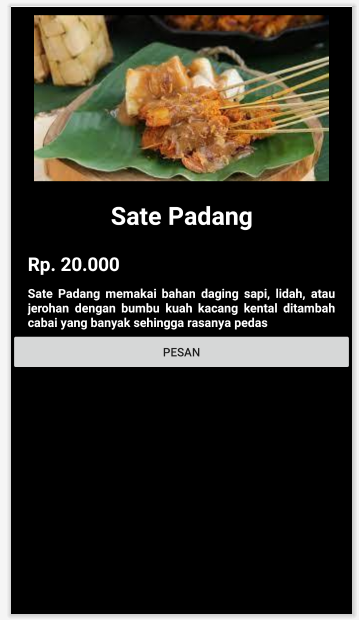 Sate Padang
Rp. 20.000
Sate Padang memakai bahan daging sapi, lidah, atau
jerohan dengan bumbu kuah kacang kental ditambah
cabai yang banyak sehingga rasanya pedas
PESAN